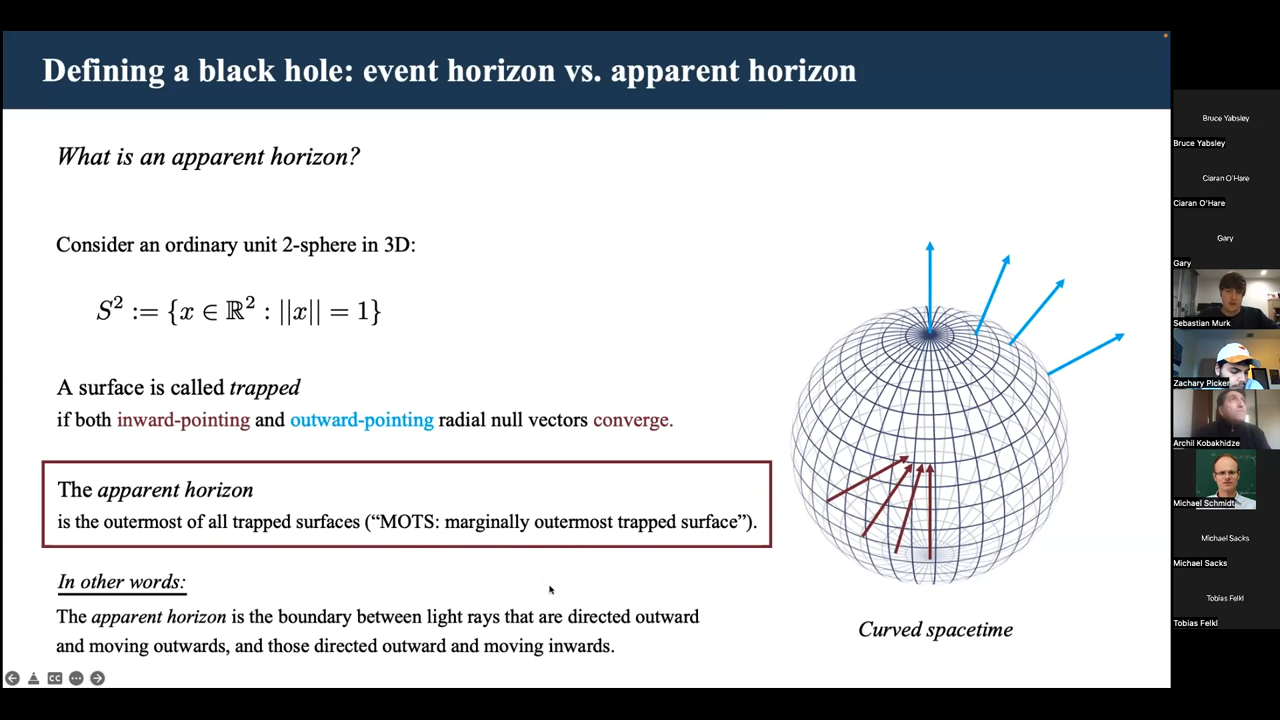 Defining a black hole: event horizon vs. apparent horizon
What is an apparent horizon?
Consider an ordinary unit 2-sphere in 3D:
S² := {x ∈ ℝ² : ||x|| = 1}
A surface is called trapped
if both inward-pointing and outward-pointing radial null vectors converge.
The apparent horizon
is the outermost of all trapped surfaces (“MOTS: marginally outermost trapped surface”).
In other words:
The apparent horizon is the boundary between light rays that are directed outward
and moving outwards, and those directed outward and moving inwards.
Curved spacetime
CC
Bruce Yabsley
Bruce Yabsley
Ciaran O'Hare
Ciaran O'Hare
Gary
Gary
Sebastian Murk
Zachary Picker
Archil Kobakhidze
Michael Schmidt
Michael Sacks
Michael Sacks
Tobias Felkl
Tobias Felkl